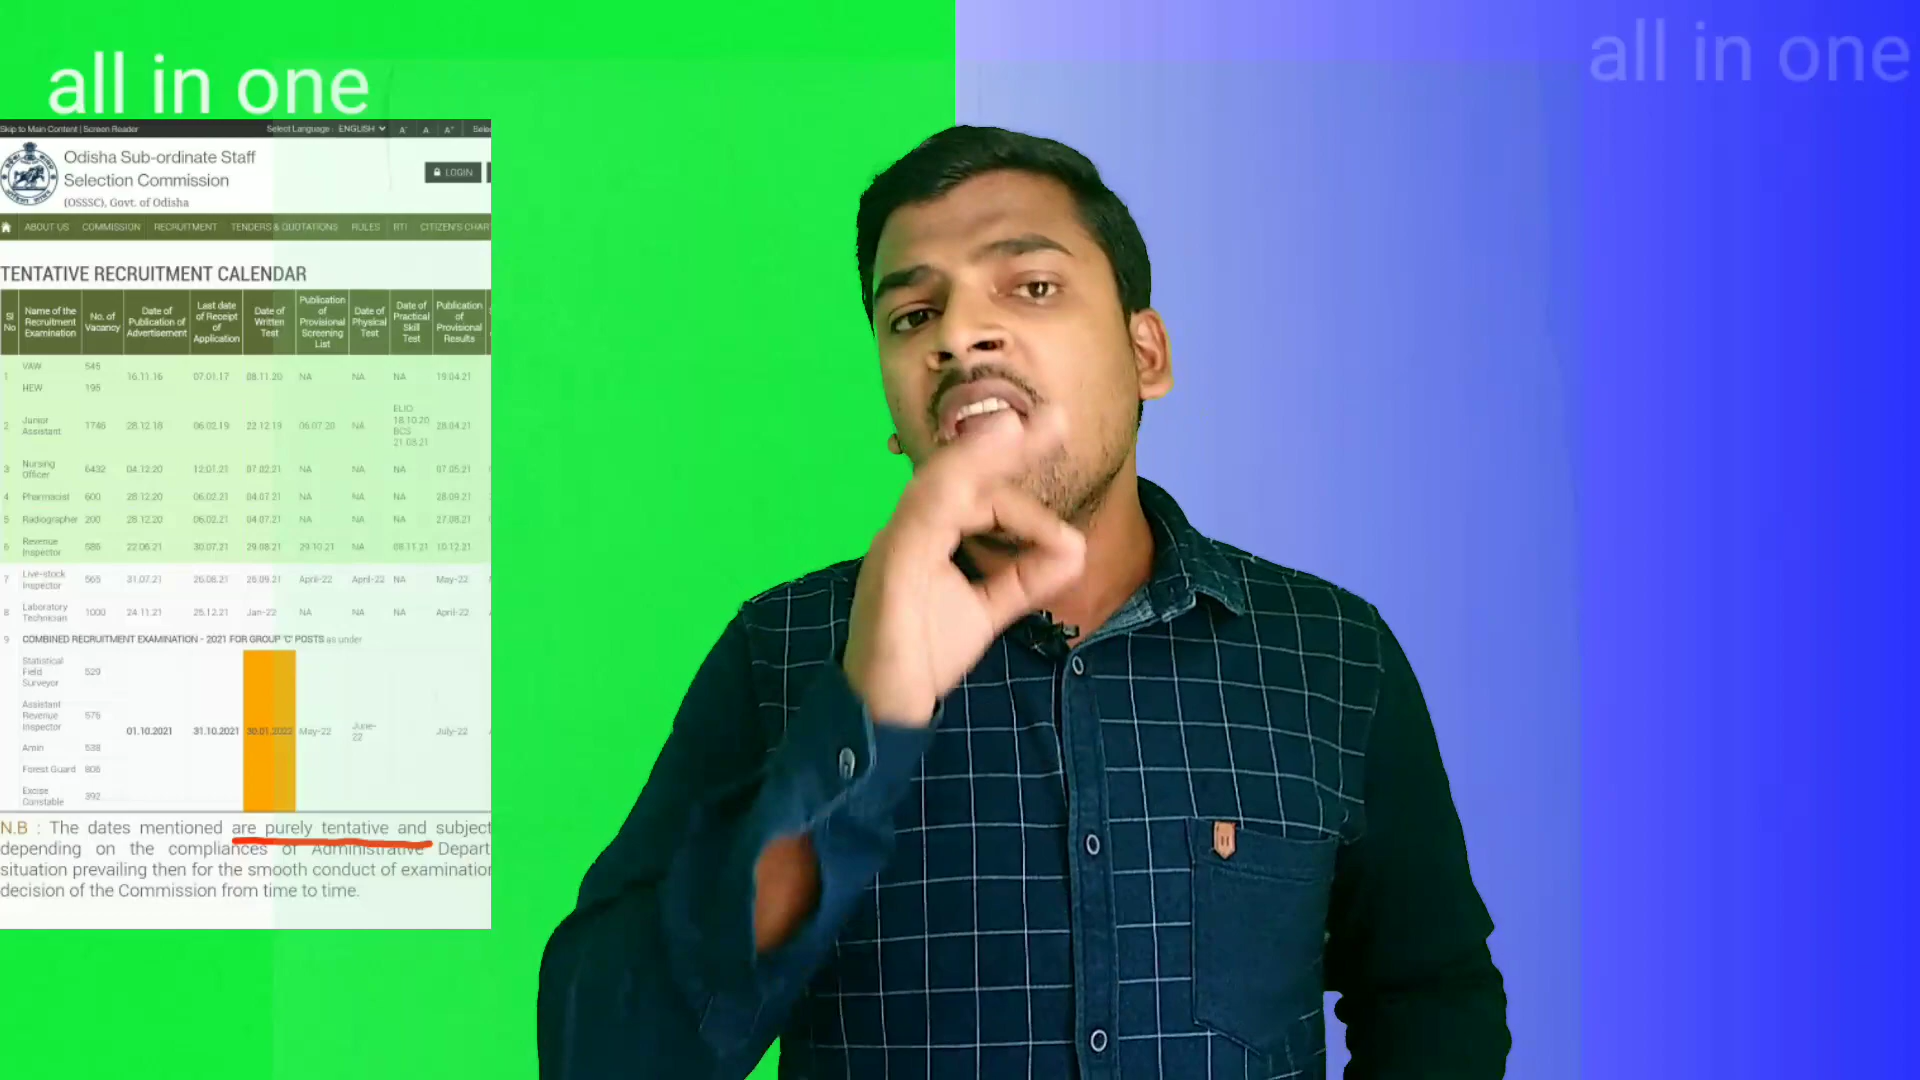 all in one
all in one
Skip to Main Content | Screen Reader Select Language : ENGLISH A- A A+
Odisha Sub-ordinate Staff
Selection Commission
(OSSSC), Govt. of Odisha
LOGIN
ABOUT US COMMISSION RECRUITMENT TENDERS & QUOTATIONS RULES RTI CITIZEN'S CHAR
TENTATIVE RECRUITMENT CALENDAR
Sl No Name of the Recruitment Examination No. of Vacancy Date of Publication of Advertisement Last date of Receipt of Application Date of Written Test Publication of Provisional Screening List Date of Physical Test Date of Practical Skill Test Publication of Provisional Results
1 VAW 545 16.11.16 07.01.17 08.11.20 NA NA NA 19.04.21
HEW 195
2 Junior Assistant 1746 28.12.18 06.02.19 22.12.19 06.07.20 NA 18.10.20 BCS 21.03.21 28.04.21
3 Nursing Officer 6432 04.12.20 12.01.21 07.02.21 NA NA NA 07.05.21
4 Pharmacist 600 28.12.20 06.02.21 04.07.21 NA NA NA 28.09.21
5 Radiographer 200 28.12.20 06.02.21 04.07.21 NA NA NA 27.08.21
6 Revenue Inspector 586 22.06.21 30.07.21 29.08.21 29.10.21 NA 08.11.21 10.12.21
7 Live-stock Inspector 565 31.07.21 26.08.21 26.09.21 April-22 April-22 NA May-22
8 Laboratory Technician 1000 24.11.21 25.12.21 Jan-22 NA NA NA April-22
9 COMBINED RECRUITMENT EXAMINATION - 2021 FOR GROUP 'C' POSTS as under
Statistical Field Surveyor 529
Assistant Revenue Inspector 576
01.10.2021 31.10.2021 30.01.2022 May-22 June-22 July-22
Amin 538
Forest Guard 806
Excise Constable 392
N.B : The dates mentioned are purely tentative and subject
depending on the compliances of Administrative Depart
situation prevailing then for the smooth conduct of examination
decision of the Commission from time to time.